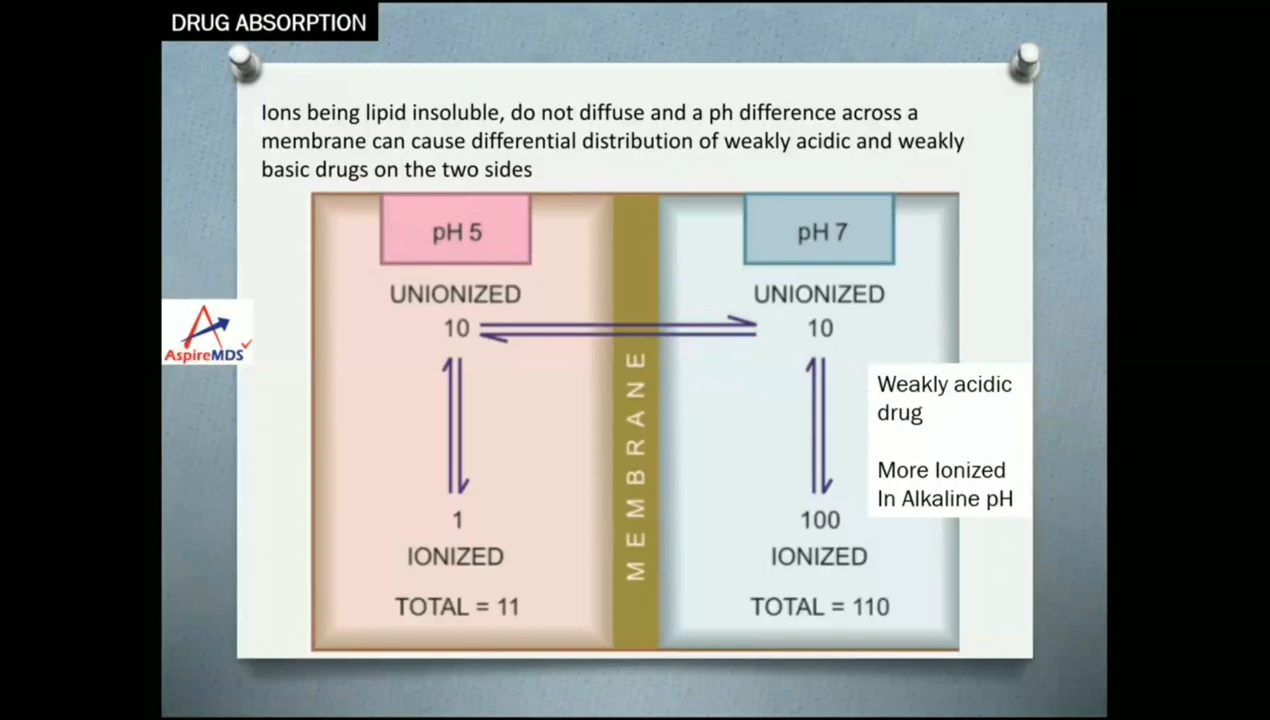 DRUG ABSORPTION
Ions being lipid insoluble, do not diffuse and a ph difference across a
membrane can cause differential distribution of weakly acidic and weakly
basic drugs on the two sides
pH 5
pH 7
UNIONIZED
UNIONIZED
10
10
AspireMDS
MEMBRANE
Weakly acidic
drug
More Ionized
In Alkaline pH
1
100
IONIZED
IONIZED
TOTAL = 11
TOTAL = 110